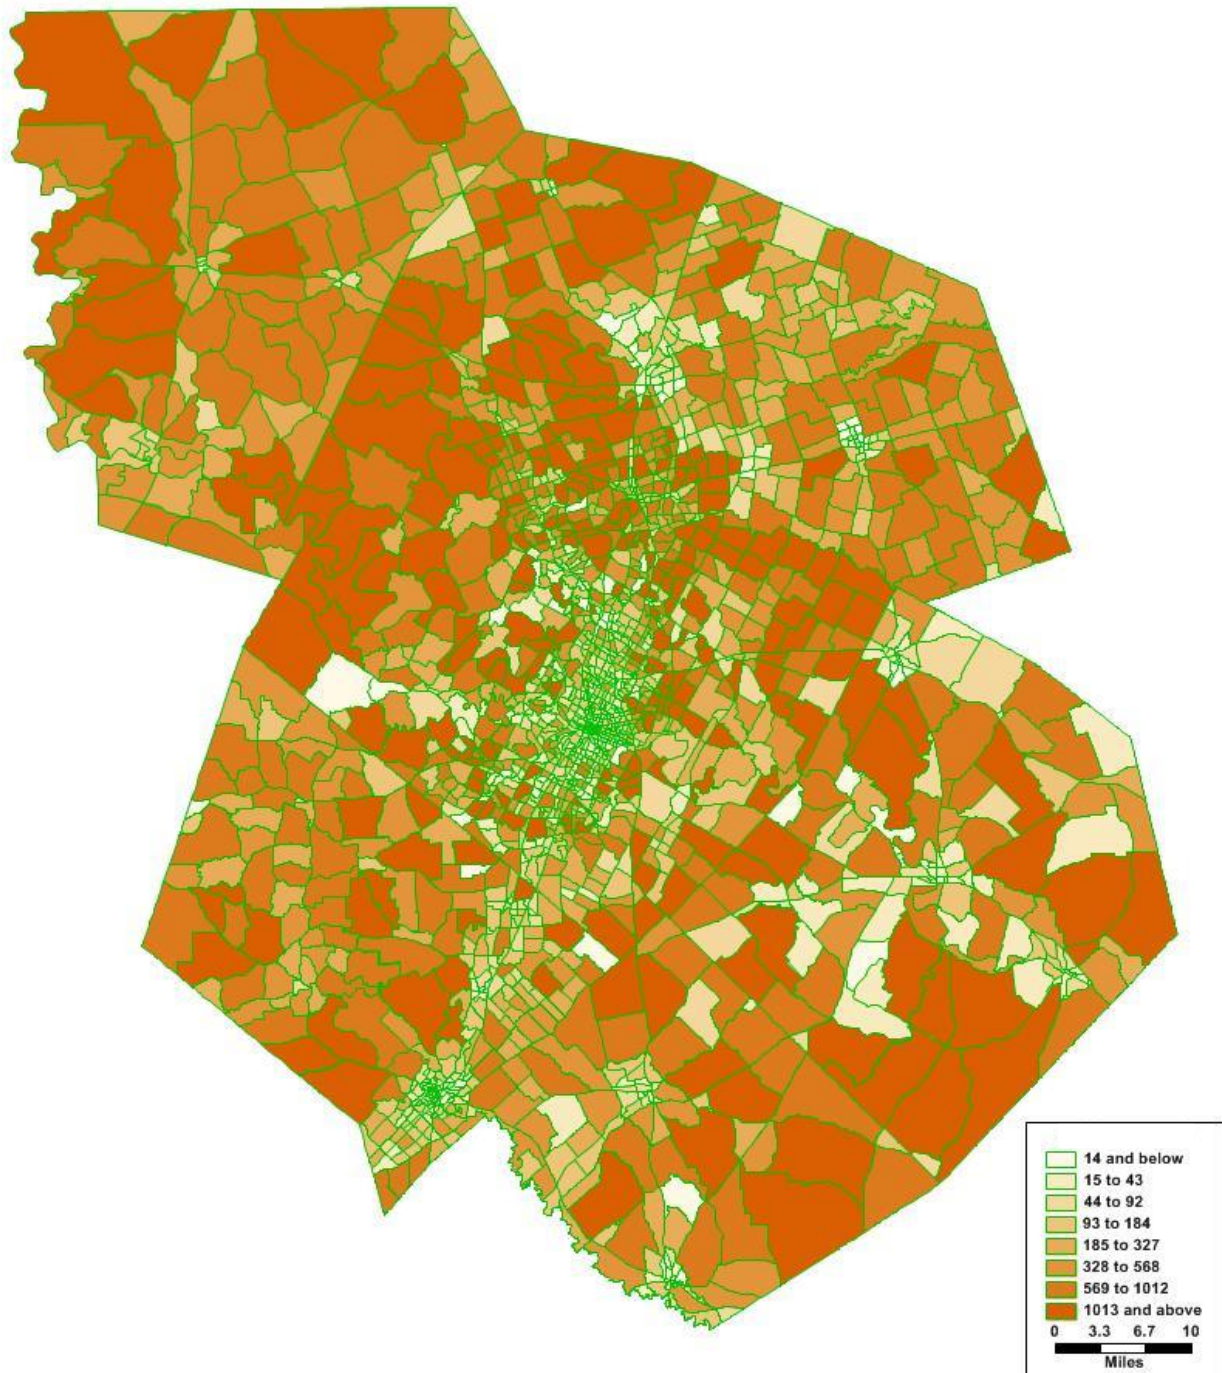 14 and below
15 to 43
44 to 92
93 to 184
185 to 327
328 to 568
569 to 1012
1013 and above
0 3.3 6.7 10
Miles